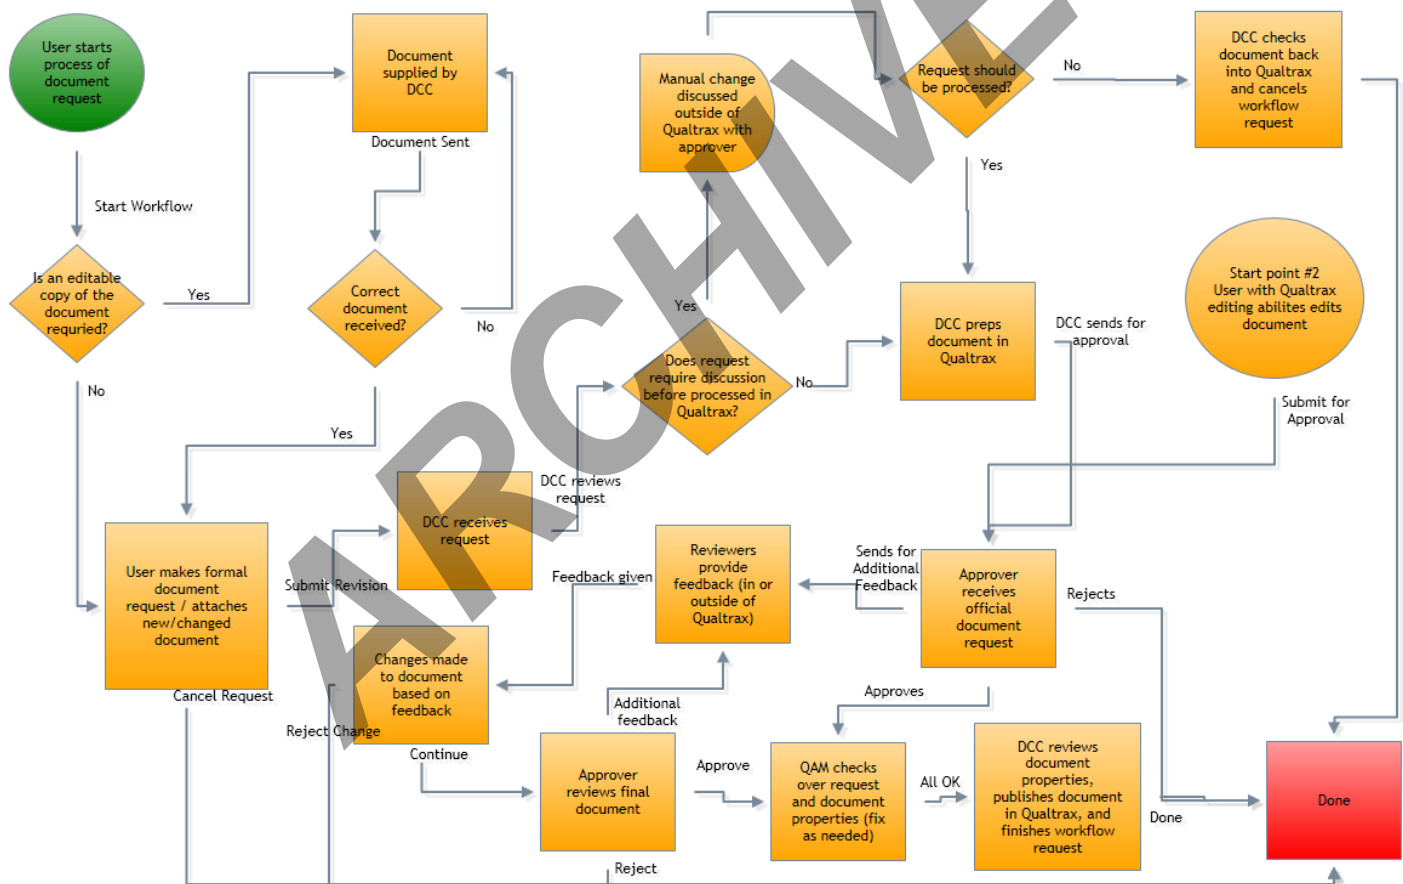 User starts
process of
document
request
Start Workflow
Is an editable
copy of the
document
requried?
Yes
No
Document
supplied by
DCC
Document Sent
Correct
document
received?
No
Yes
User makes formal
document
request / attaches
new/changed
document
Submit Revision
Cancel Request
DCC receives
request
DCC reviews
request
Does request
require discussion
before processed in
Qualtrax?
Yes
No
Manual change
discussed
outside of
Qualtrax with
approver
Request should
be processed?
No
Yes
DCC checks
document back
into Qualtrax
and cancels
workflow
request
DCC preps
document in
Qualtrax
DCC sends for
approval
Start point #2
User with Qualtrax
editing abilites edits
document
Submit for
Approval
Approver
receives
official
document
request
Sends for
Additional
Feedback
Rejects
Approves
Reviewers
provide
feedback (in or
outside of
Qualtrax)
Feedback given
Changes made
to document
based on
feedback
Reject Change
Continue
Approver
reviews final
document
Additional
feedback
Approve
Reject
QAM checks
over request
and document
properties (fix
as needed)
All OK
DCC reviews
document
properties,
publishes document
in Qualtrax, and
finishes workflow
request
Done
Done
ARCHIVE